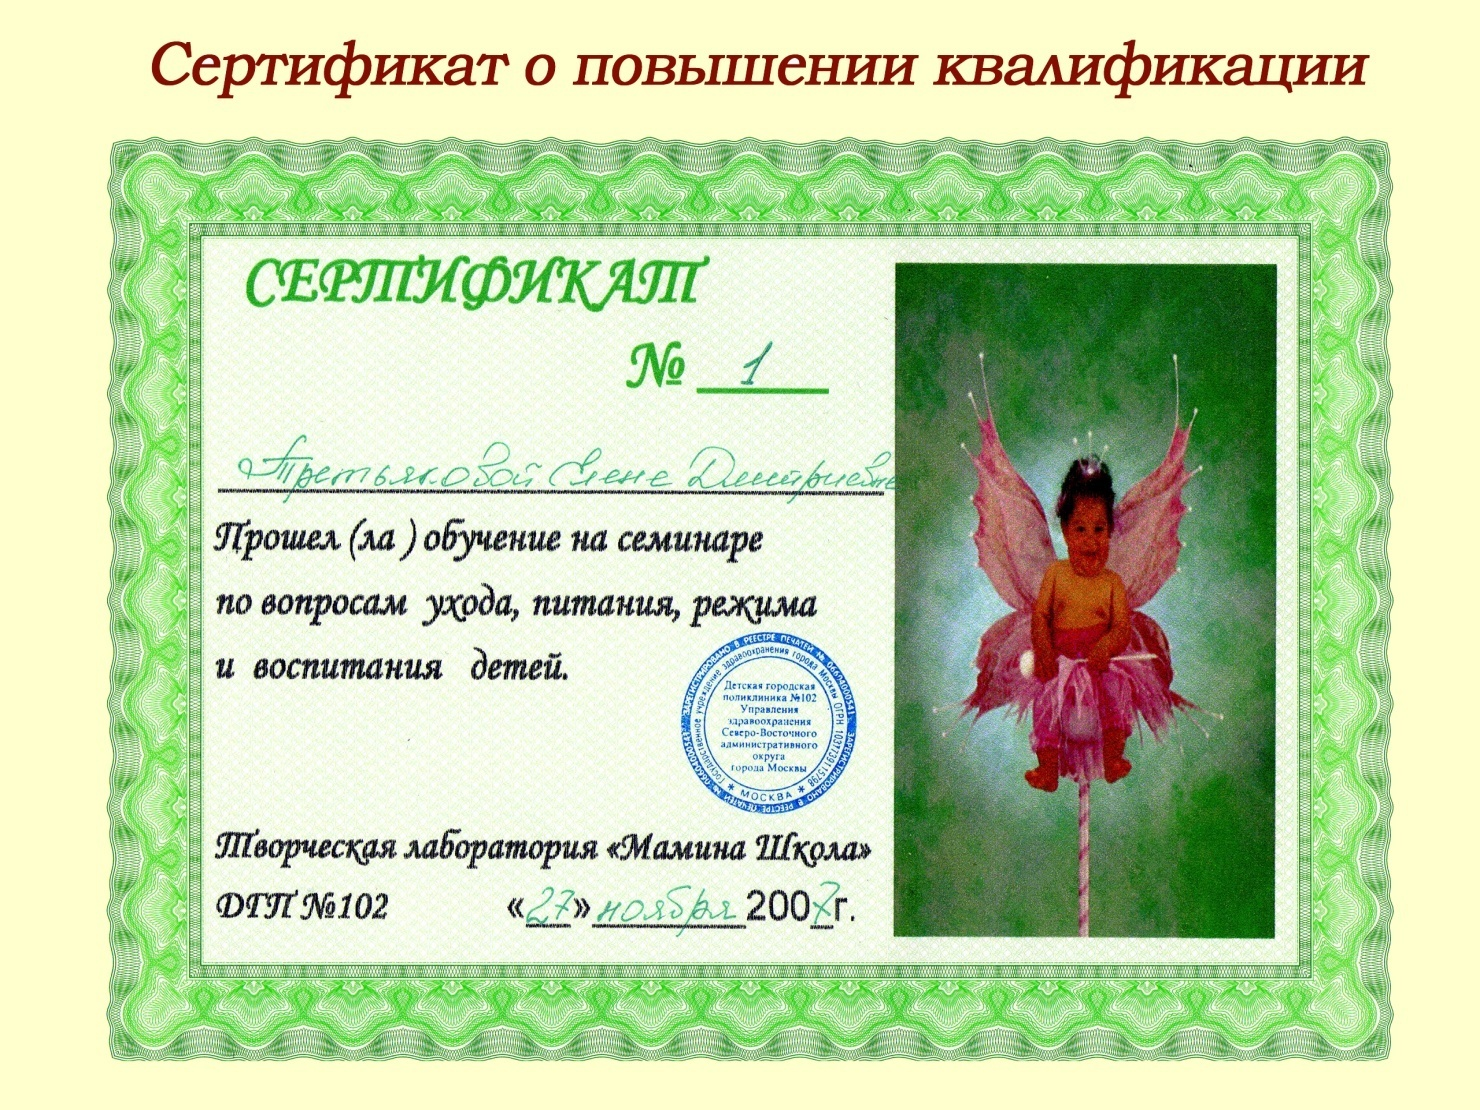 Сертификат о повышении квалификации
СЕРТИФИКАТ
№ 1
Третьяковой Елене Дмитриевне
Прошел (ла ) обучение на семинаре
по вопросам ухода, питания, режима
и воспитания детей.
Детская городская
поликлиника №102
Управления
здравоохранения
Северо-Восточного
административного
округа
города Москвы
* МОСКВА *
Творческая лаборатория «Мамина Школа»
ДГП №102 «27» ноября 2007г.